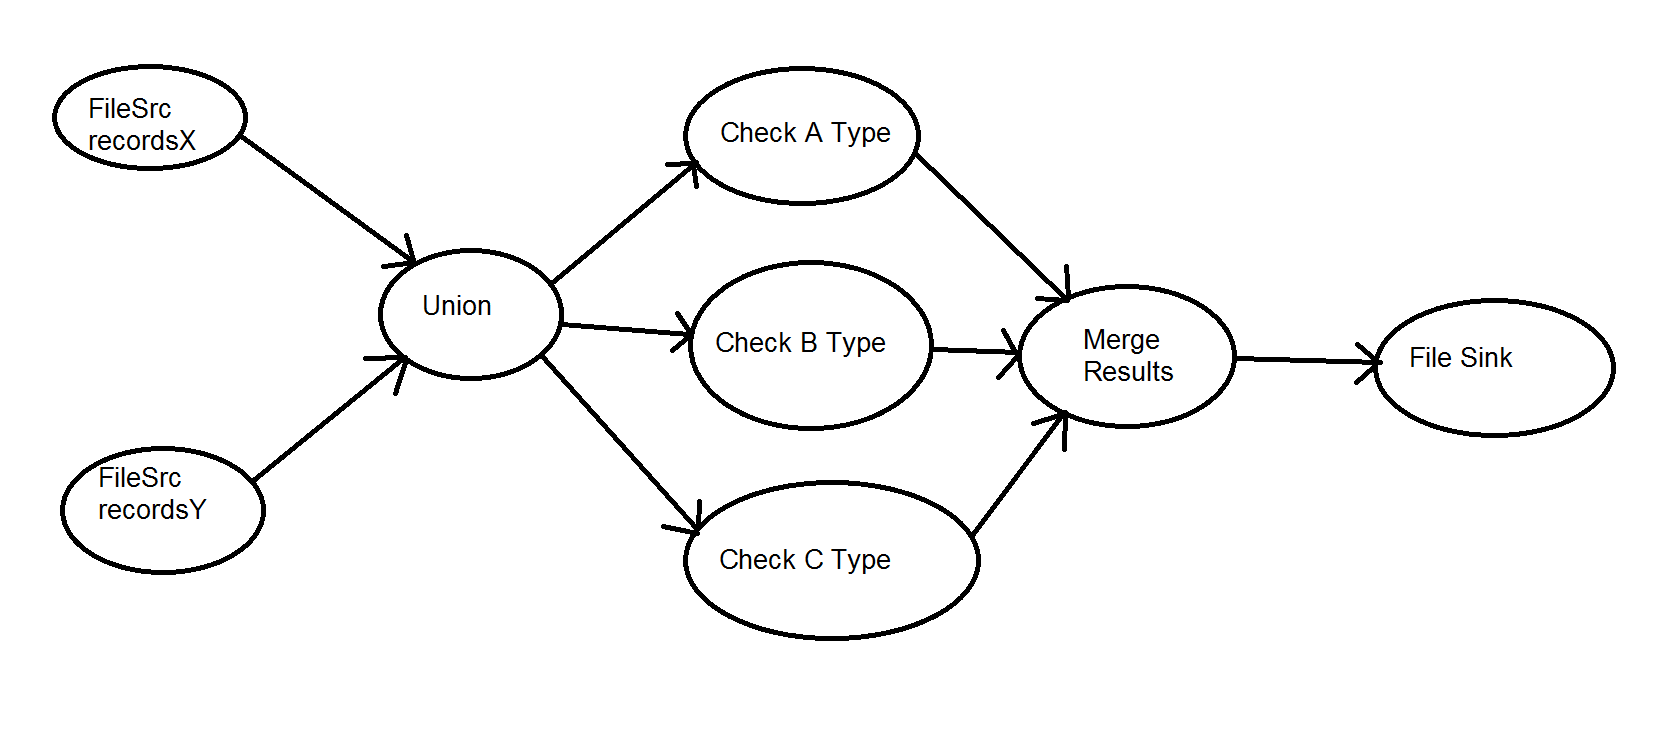 FileSrc
recordsX
FileSrc
recordsY
Union
Check A Type
Check B Type
Check C Type
Merge
Results
File Sink